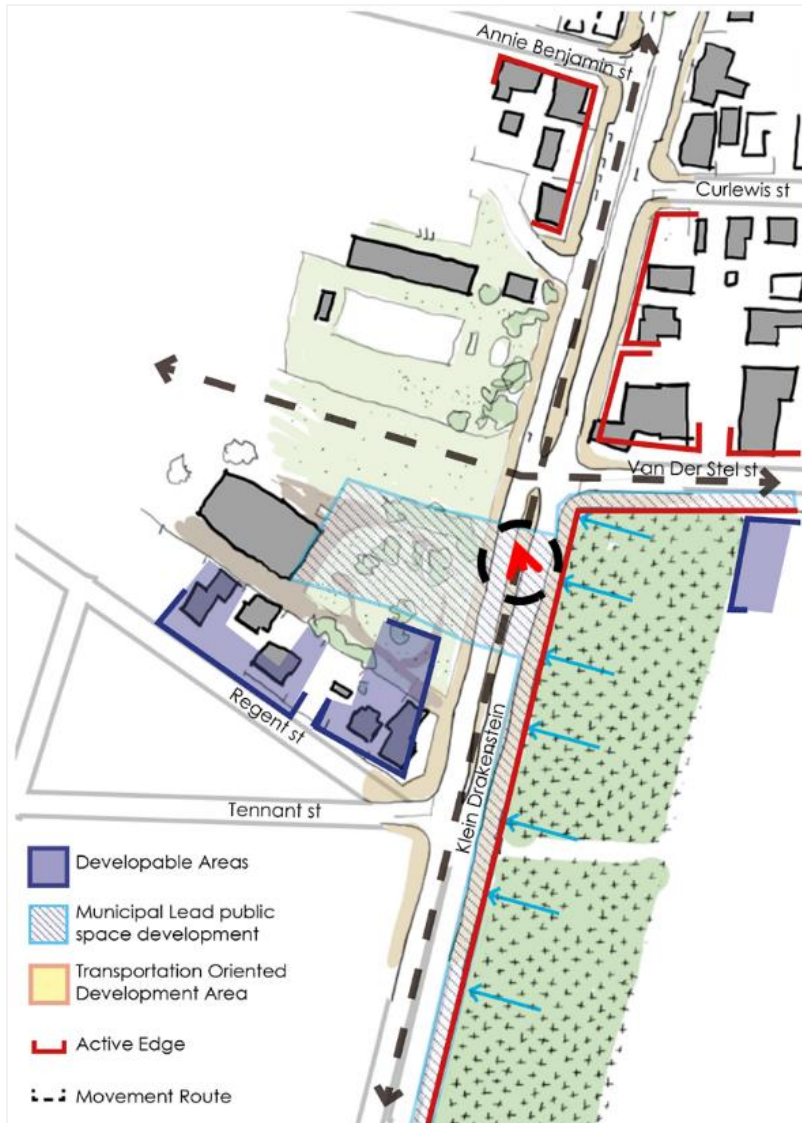 Annie Benjamin st
Curlewis st
Van Der Stel st
Regent st
Klein Drakenstein
Tennant st
Developable Areas
Municipal Lead public
space development
Transportation Oriented
Development Area
Active Edge
Movement Route